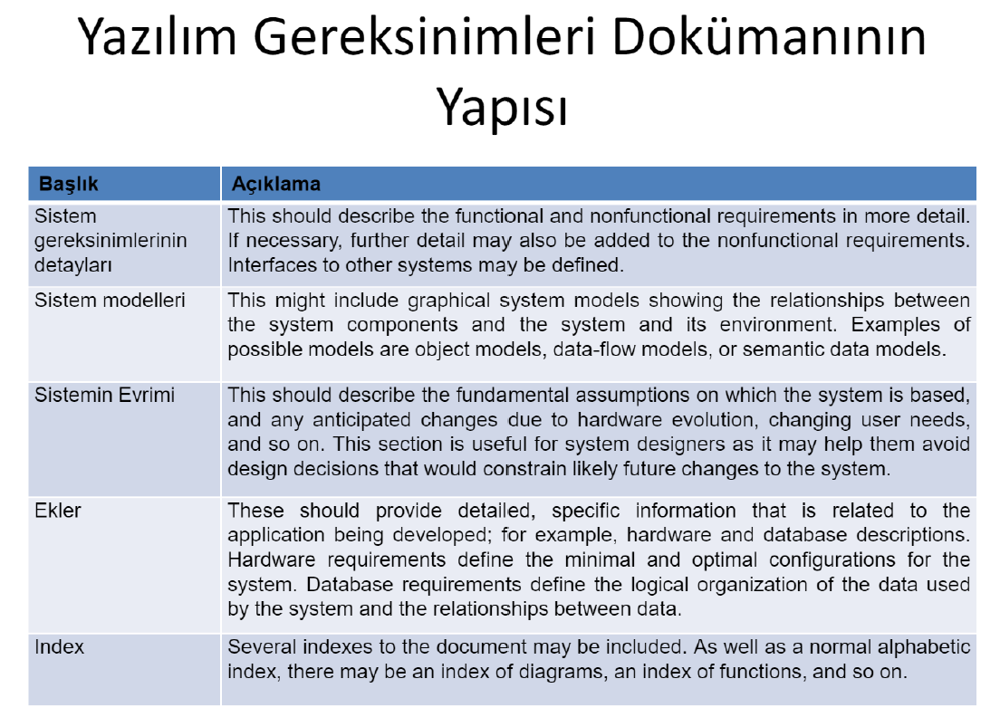 Yazılım Gereksinimleri Dokümanının
Yapısı
Başlık
Açıklama
Sistem
gereksinimlerinin
detayları
This should describe the functional and nonfunctional requirements in more detail.
If necessary, further detail may also be added to the nonfunctional requirements.
Interfaces to other systems may be defined.
Sistem modelleri
This might include graphical system models showing the relationships between
the system components and the system and its environment. Examples of
possible models are object models, data-flow models, or semantic data models.
Sistemin Evrimi
This should describe the fundamental assumptions on which the system is based,
and any anticipated changes due to hardware evolution, changing user needs,
and so on. This section is useful for system designers as it may help them avoid
design decisions that would constrain likely future changes to the system.
Ekler
These should provide detailed, specific information that is related to the
application being developed; for example, hardware and database descriptions.
Hardware requirements define the minimal and optimal configurations for the
system. Database requirements define the logical organization of the data used
by the system and the relationships between data.
Index
Several indexes to the document may be included. As well as a normal alphabetic
index, there may be an index of diagrams, an index of functions, and so on.